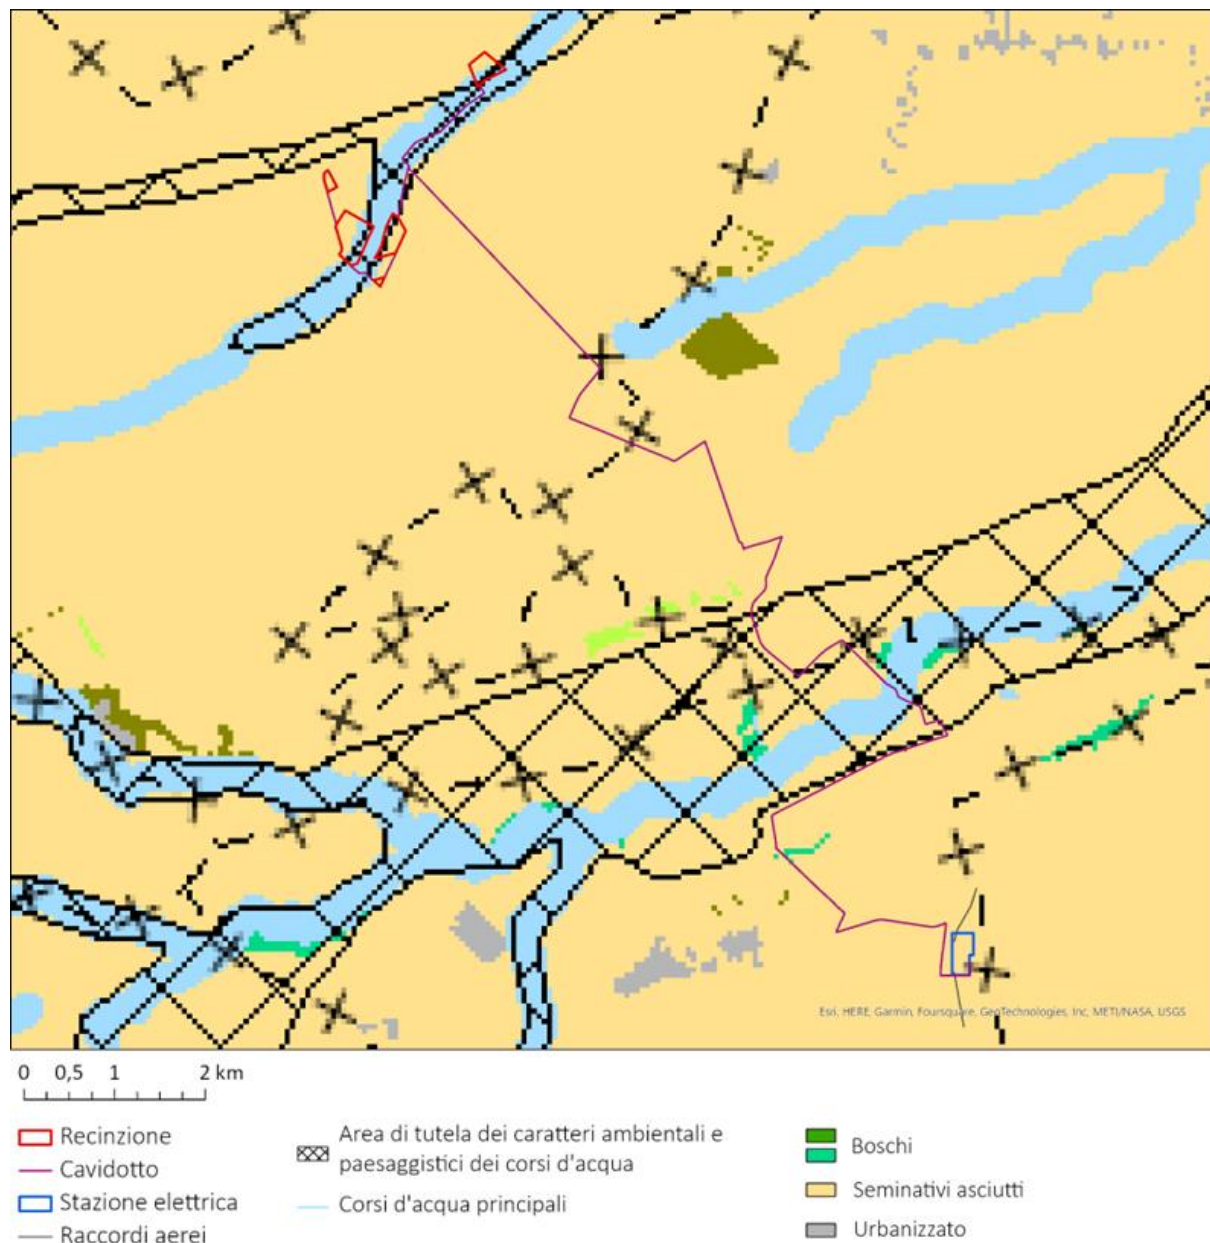 Esri, HERE, Garmin, Foursquare, GeoTechnologies, Inc, METI/NASA, USGS
0 0,5 1 2 km
Recinzione
Cavidotto
Stazione elettrica
Raccordi aerei
Area di tutela dei caratteri ambientali e
paesaggistici dei corsi d'acqua
Corsi d'acqua principali
Boschi
Seminativi asciutti
Urbanizzato